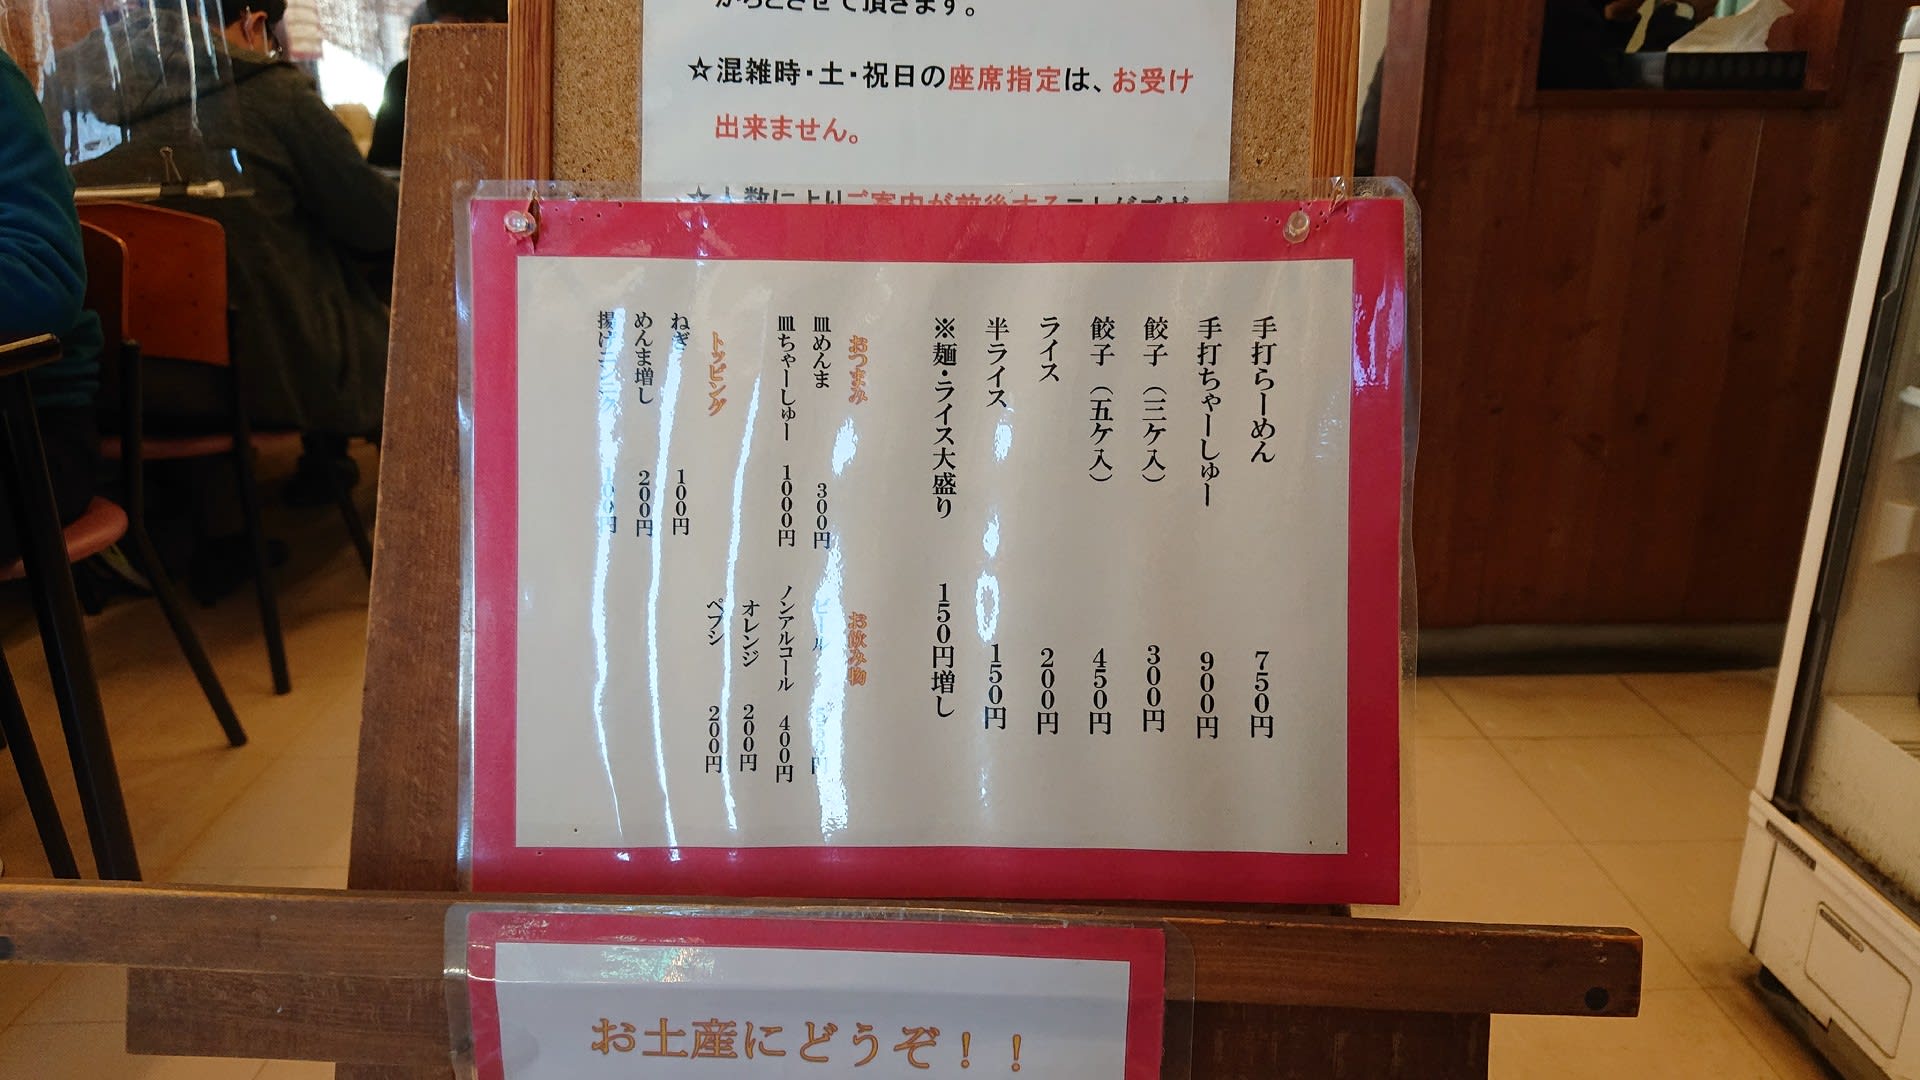 ☆混雑時・土・祝日の座席指定は、お受け
出来ません。
手打らーめん 750円
手打ちゃーしゅー 900円
餃子（三ケ入） 300円
餃子（五ケ入） 450円
ライス 200円
半ライス 150円
※麺・ライス大盛り 150円増し
おつまみ
皿めんま 300円
皿ちゃーしゅー 1000円
トッピング
ねぎ 100円
めんま増し 200円
お飲み物
ビール
ノンアルコール 400円
オレンジ 200円
ペプシ 200円
お土産にどうぞ！！